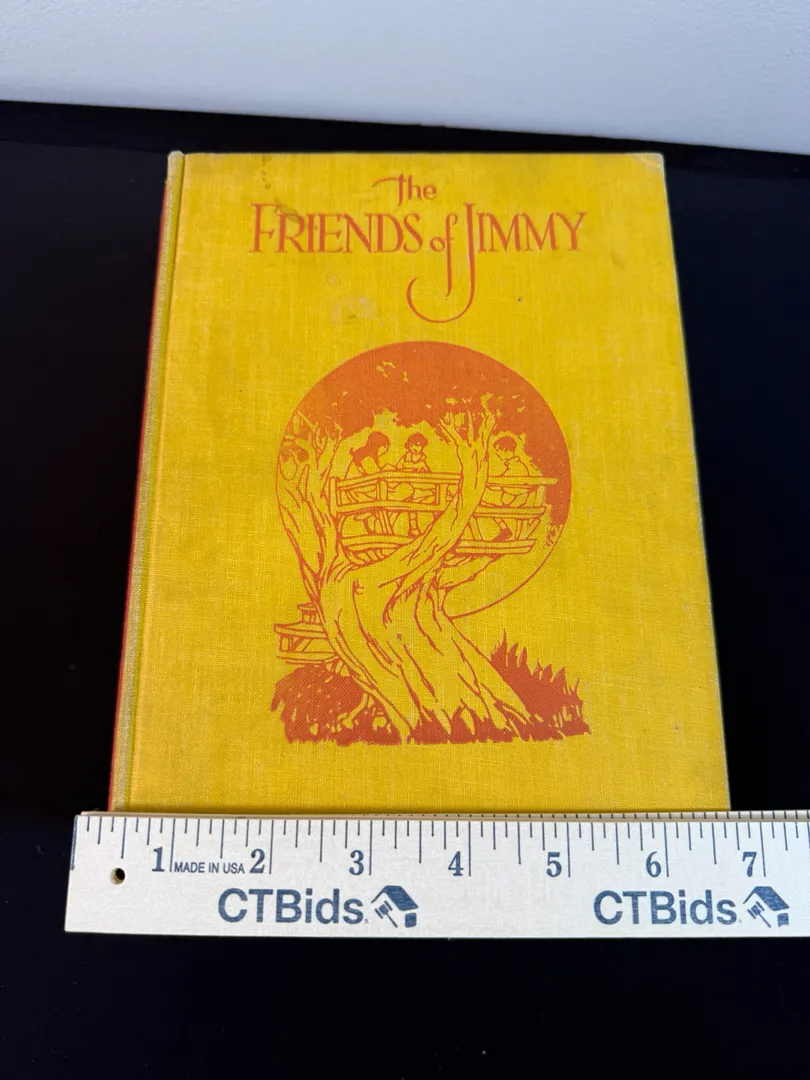 The
FRIENDS of JIMMY
1 MADE IN USA 2 3 4 5 6 7
CTBids. CTBids.